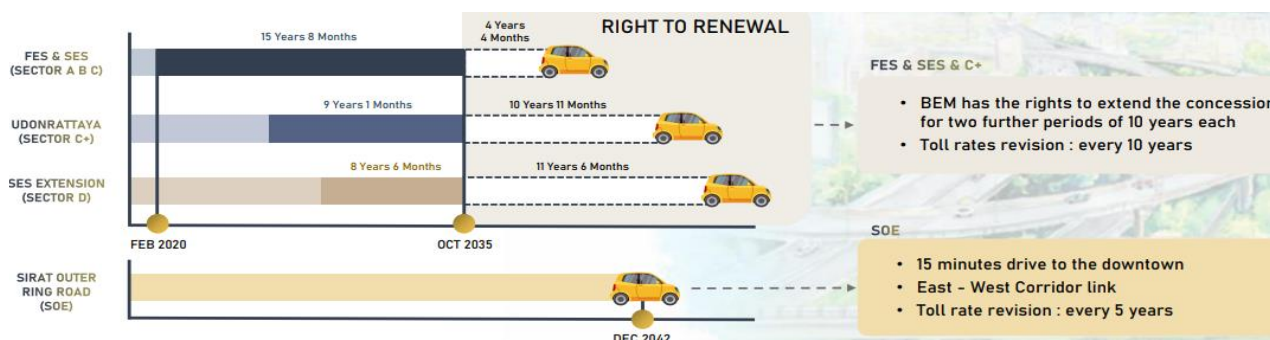 RIGHT TO RENEWAL
FES & SES
(SECTOR A B C)
15 Years 8 Months
4 Years
4 Months
UDONRATTAYA
(SECTOR C+)
9 Years 1 Months
10 Years 11 Months
SES EXTENSION
(SECTOR D)
8 Years 6 Months
11 Years 6 Months
FEB 2020
OCT 2035
SIRAT OUTER
RING ROAD
(SOE)
DEC 2042
FES & SES & C+
• BEM has the rights to extend the concession
for two further periods of 10 years each
• Toll rates revision : every 10 years
SOE
• 15 minutes drive to the downtown
• East - West Corridor link
• Toll rate revision : every 5 years